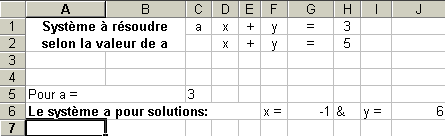 A B C D E F G H I J
1 Système à résoudre a x + y = 3
2 selon la valeur de a x + y = 5
3
4
5 Pour a = 3
6 Le système a pour solutions: x = -1 & y = 6
7